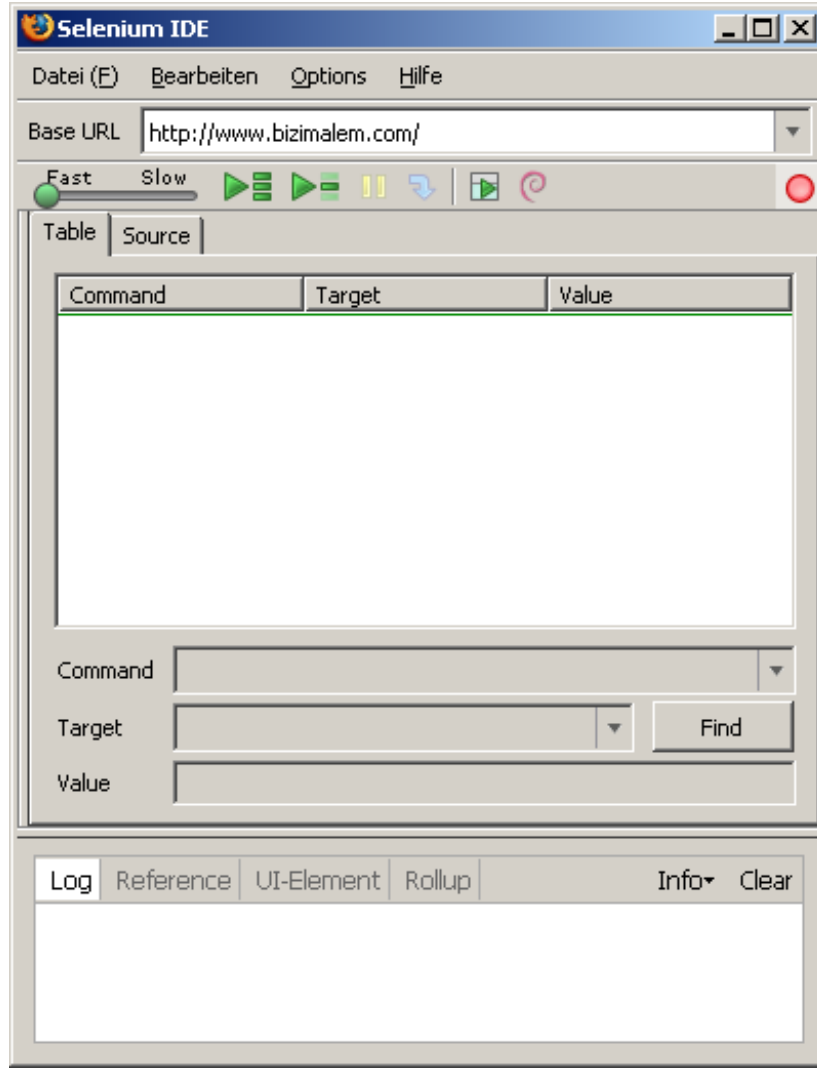 Selenium IDE
Datei (F) Bearbeiten Options Hilfe
Base URL http://www.bizimalem.com/
Fast Slow
Table Source
Command Target Value
Command
Target Find
Value
Log Reference UI-Element Rollup Info Clear